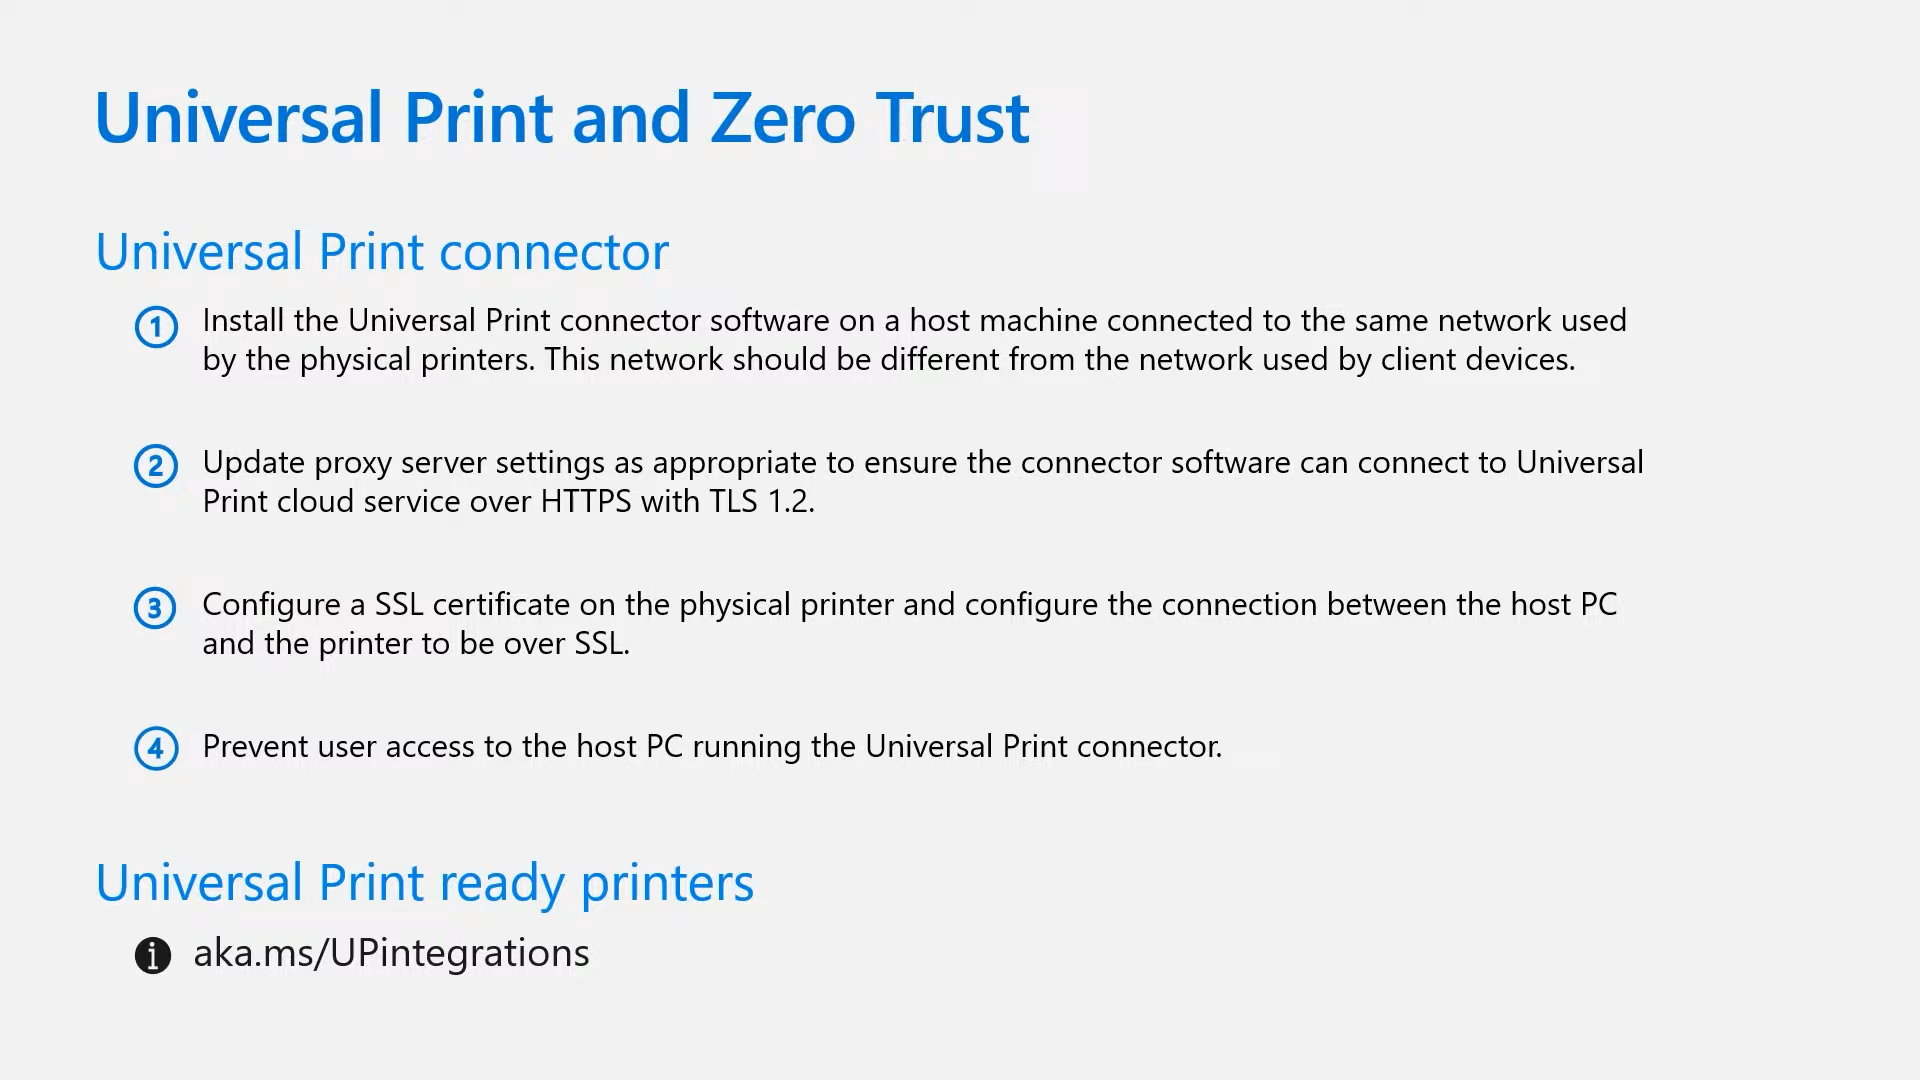 Universal Print and Zero Trust
Universal Print connector
1 Install the Universal Print connector software on a host machine connected to the same network used
by the physical printers. This network should be different from the network used by client devices.
2 Update proxy server settings as appropriate to ensure the connector software can connect to Universal
Print cloud service over HTTPS with TLS 1.2.
3 Configure a SSL certificate on the physical printer and configure the connection between the host PC
and the printer to be over SSL.
4 Prevent user access to the host PC running the Universal Print connector.
Universal Print ready printers
i aka.ms/UPintegrations